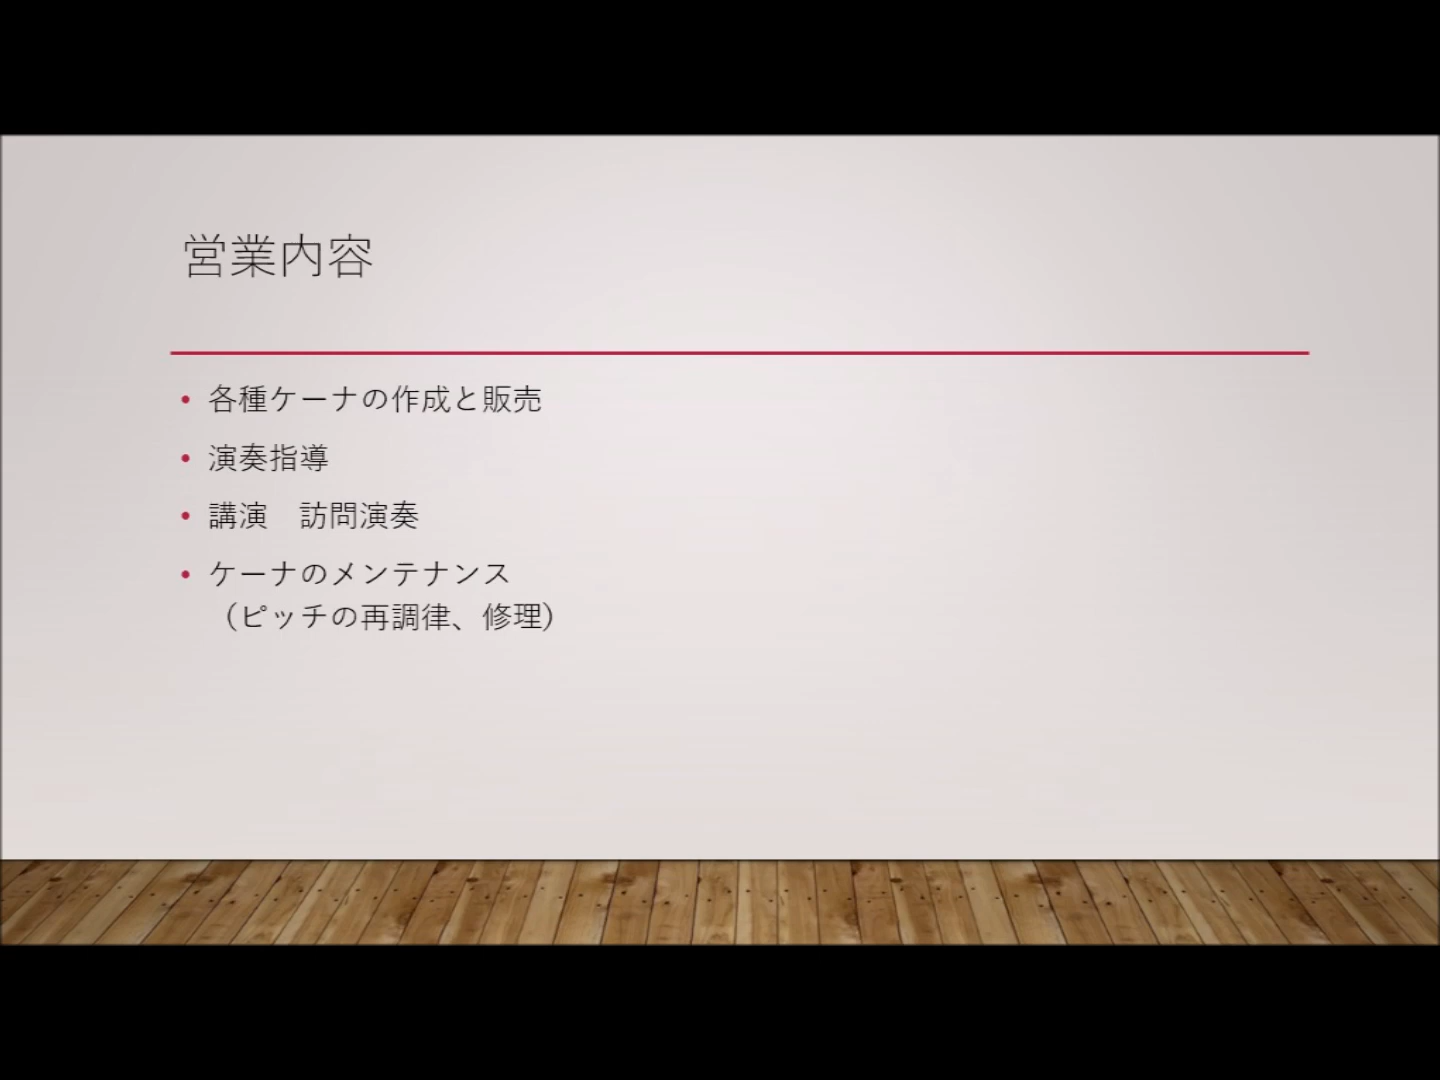 営業内容
• 各種ケーナの作成と販売
• 演奏指導
• 講演　訪問演奏
• ケーナのメンテナンス
（ピッチの再調律、修理）